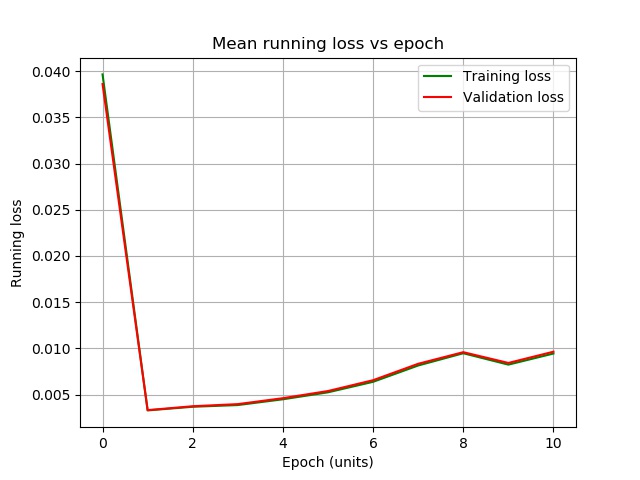 Mean running loss vs epoch
Training loss
Validation loss
Running loss
0.040
0.035
0.030
0.025
0.020
0.015
0.010
0.005
0 2 4 6 8 10
Epoch (units)